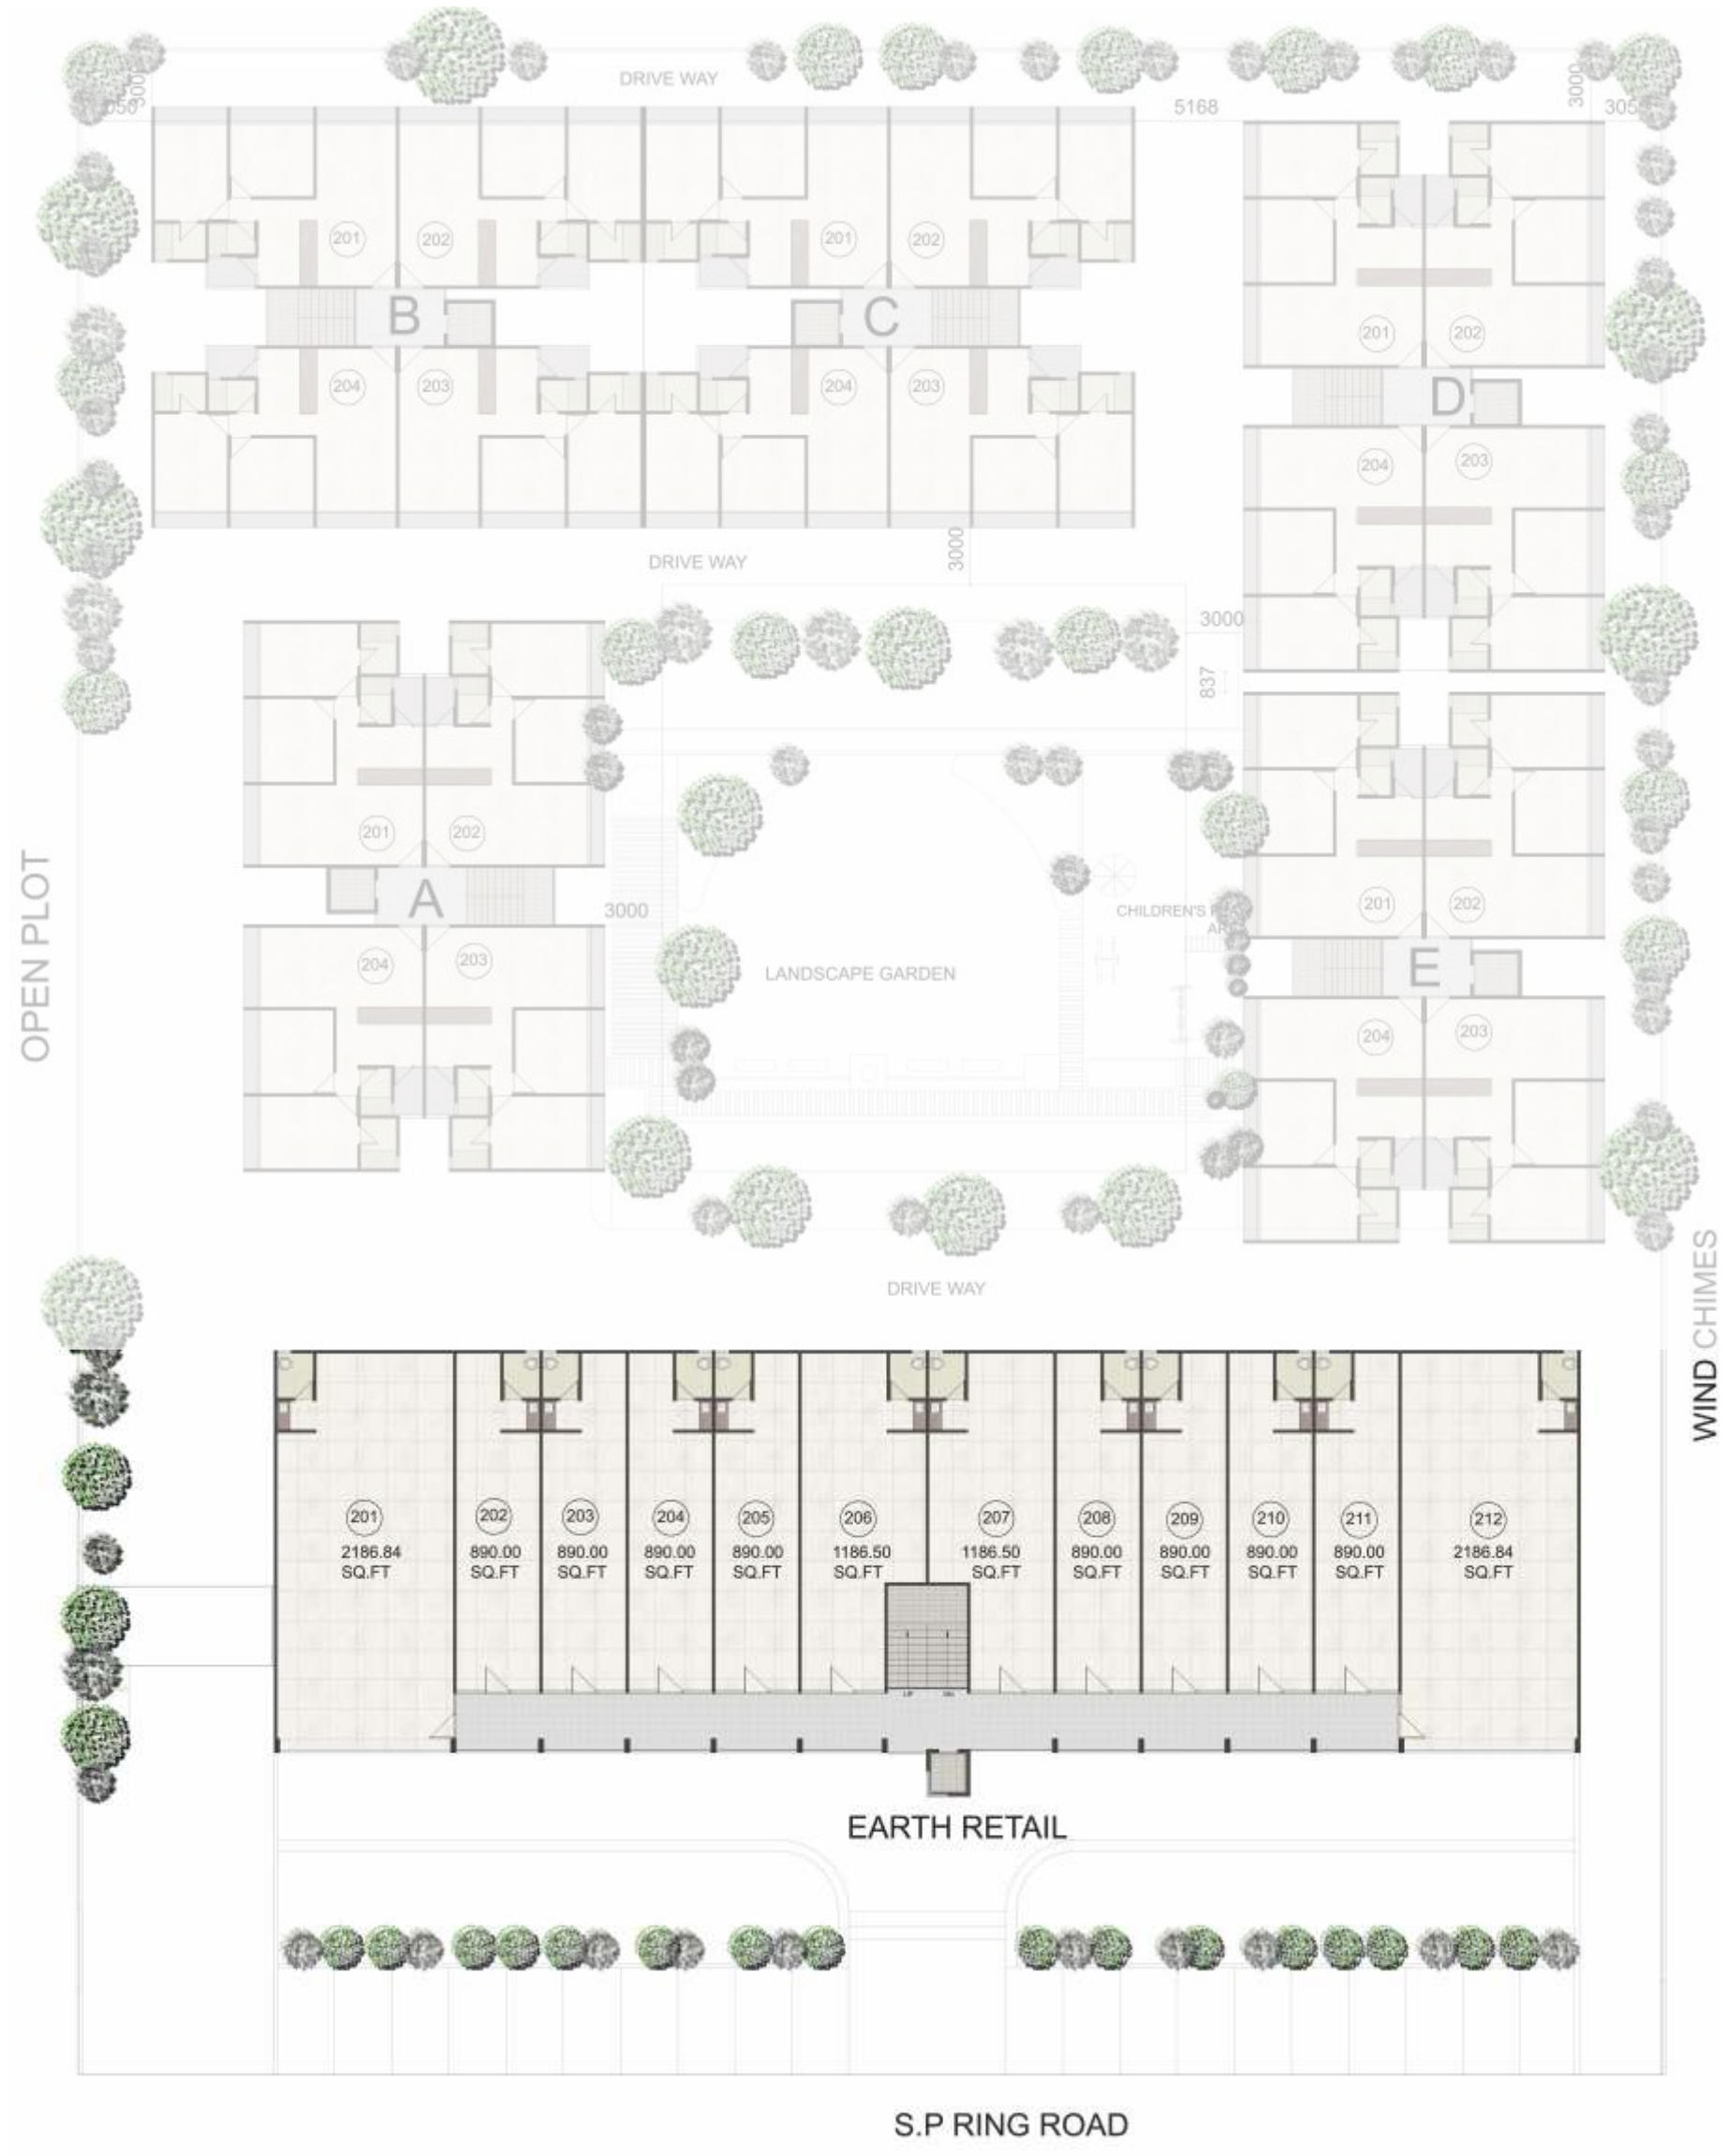 DRIVE WAY
3000
5168
3000
201
202
201
202
B
C
204
203
204
203
201
202
D
204
203
DRIVE WAY
3000
3000
837
201
202
A
3000
204
203
OPEN PLOT
LANDSCAPE GARDEN
CHILDREN'S
201
202
E
204
203
DRIVE WAY
WIND CHIMES
201
2186.84
SQ.FT
202
890.00
SQ.FT
203
890.00
SQ.FT
204
890.00
SQ.FT
205
890.00
SQ.FT
206
1186.50
SQ.FT
207
1186.50
SQ.FT
208
890.00
SQ.FT
209
890.00
SQ.FT
210
890.00
SQ.FT
211
890.00
SQ.FT
212
2186.84
SQ.FT
UP
EARTH RETAIL
S.P RING ROAD